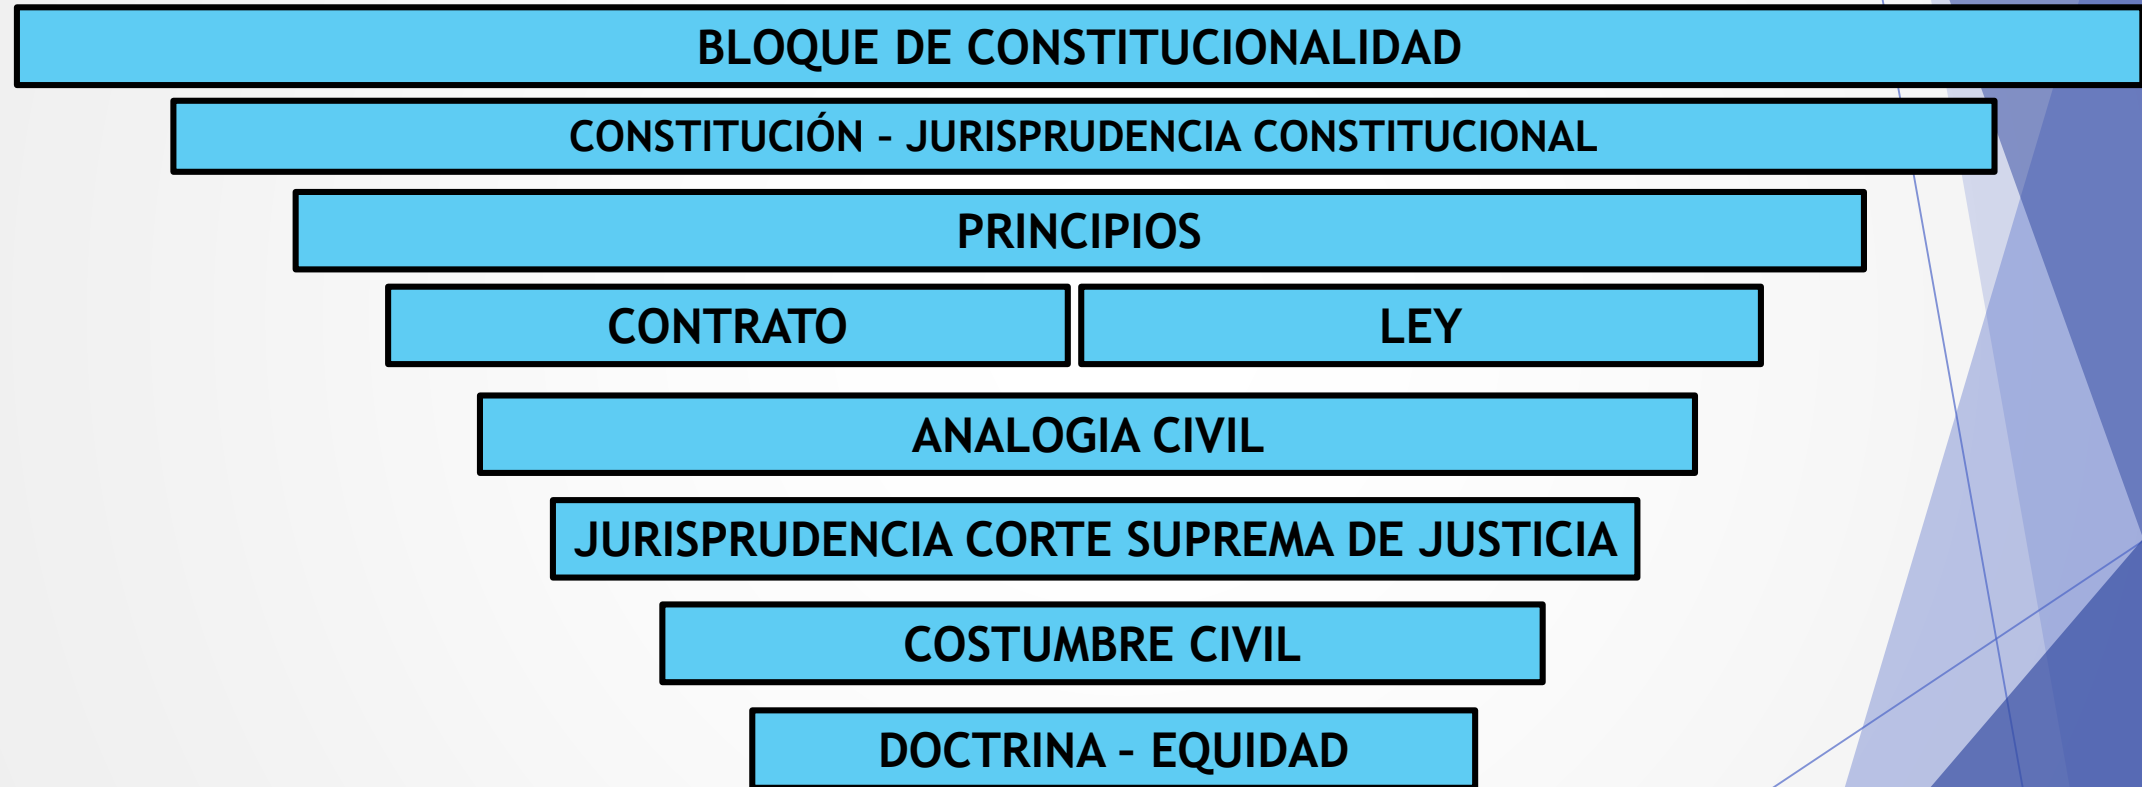 BLOQUE DE CONSTITUCIONALIDAD
CONSTITUCIÓN – JURISPRUDENCIA CONSTITUCIONAL
PRINCIPIOS
CONTRATO
LEY
ANALOGIA CIVIL
JURISPRUDENCIA CORTE SUPREMA DE JUSTICIA
COSTUMBRE CIVIL
DOCTRINA – EQUIDAD